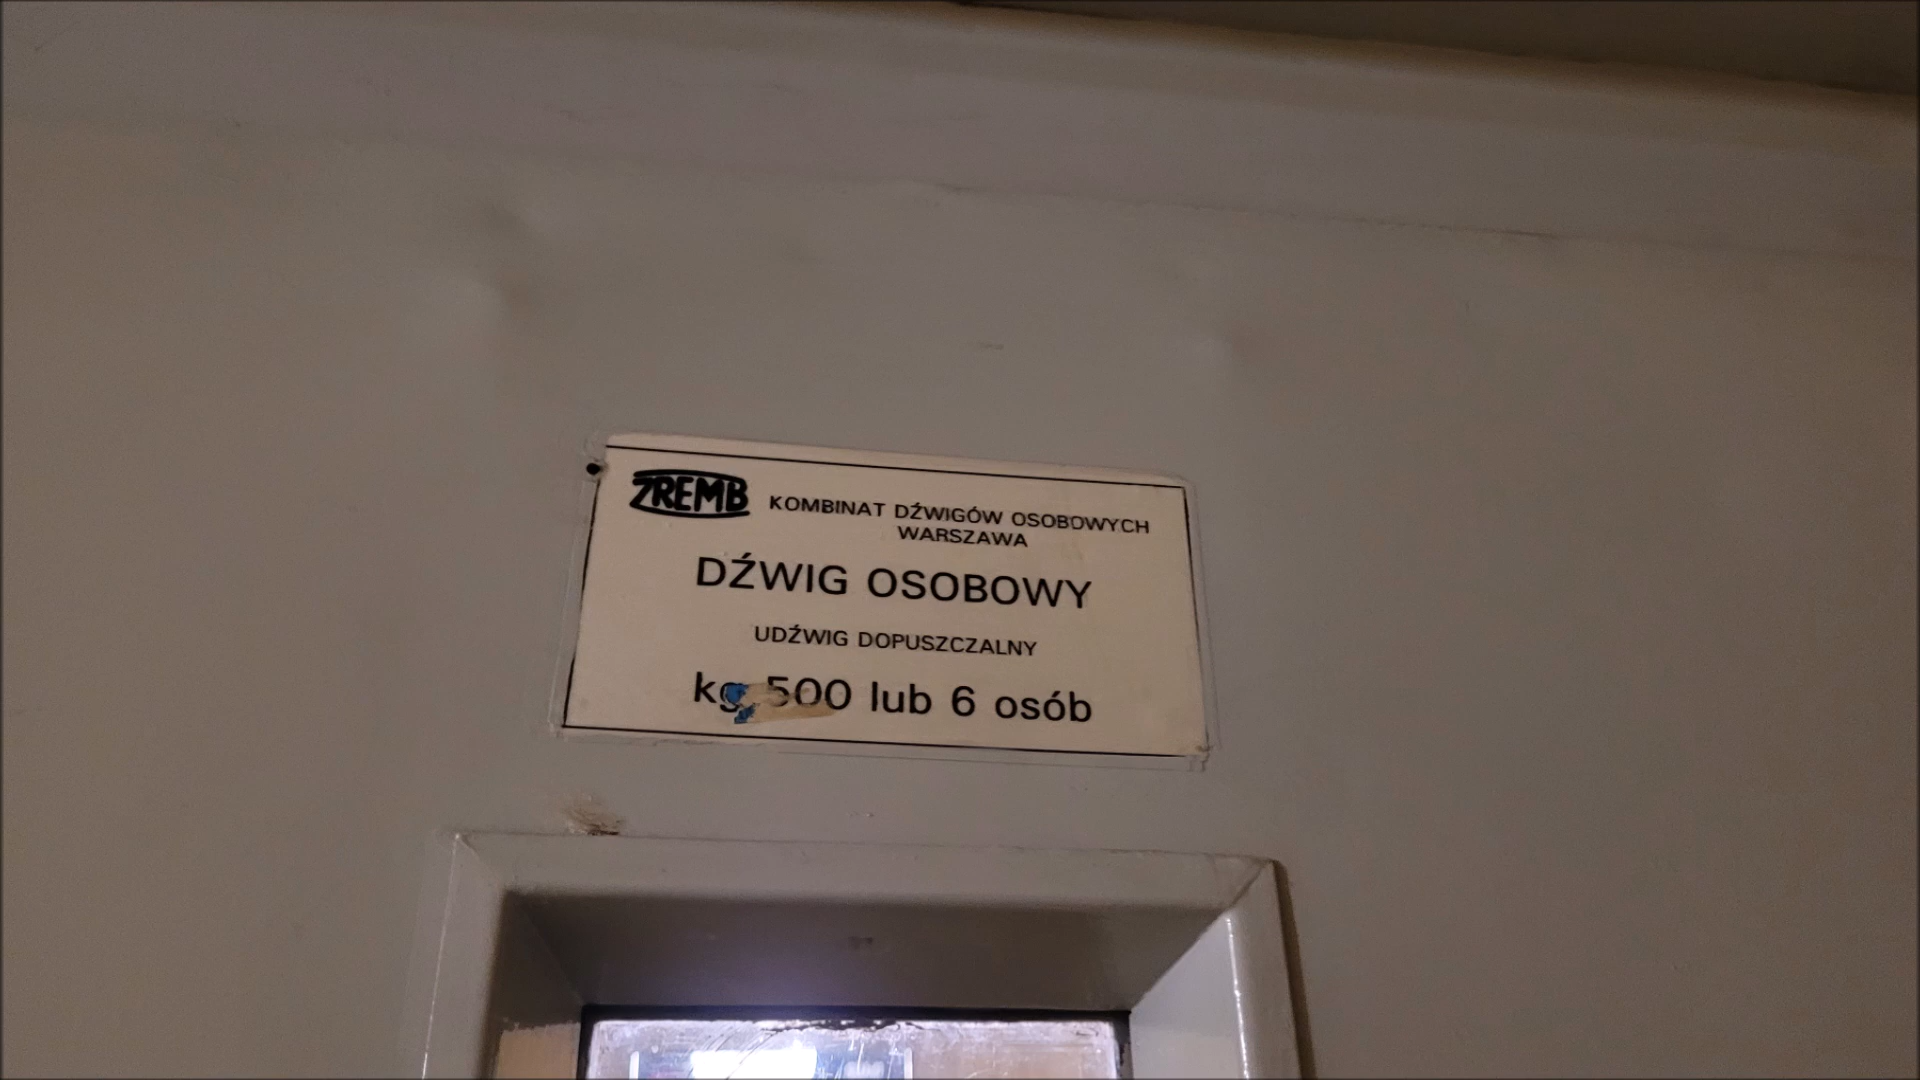 ZREMB KOMBINAT DŹWIGÓW OSOBOWYCH
WARSZAWA
DŹWIG OSOBOWY
UDŹWIG DOPUSZCZALNY
kg 500 lub 6 osób